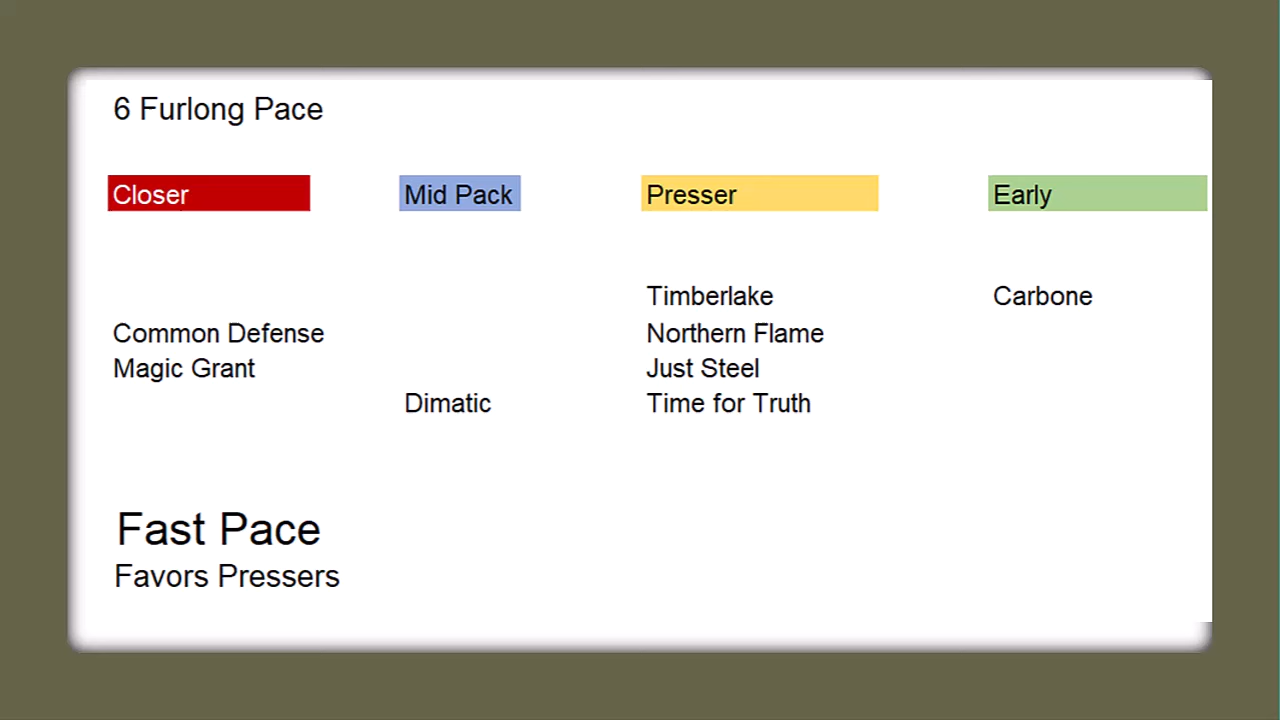 6 Furlong Pace
Closer Mid Pack Presser Early
Timberlake Carbone
Common Defense Northern Flame
Magic Grant Just Steel
Dimatic Time for Truth
Fast Pace
Favors Pressers